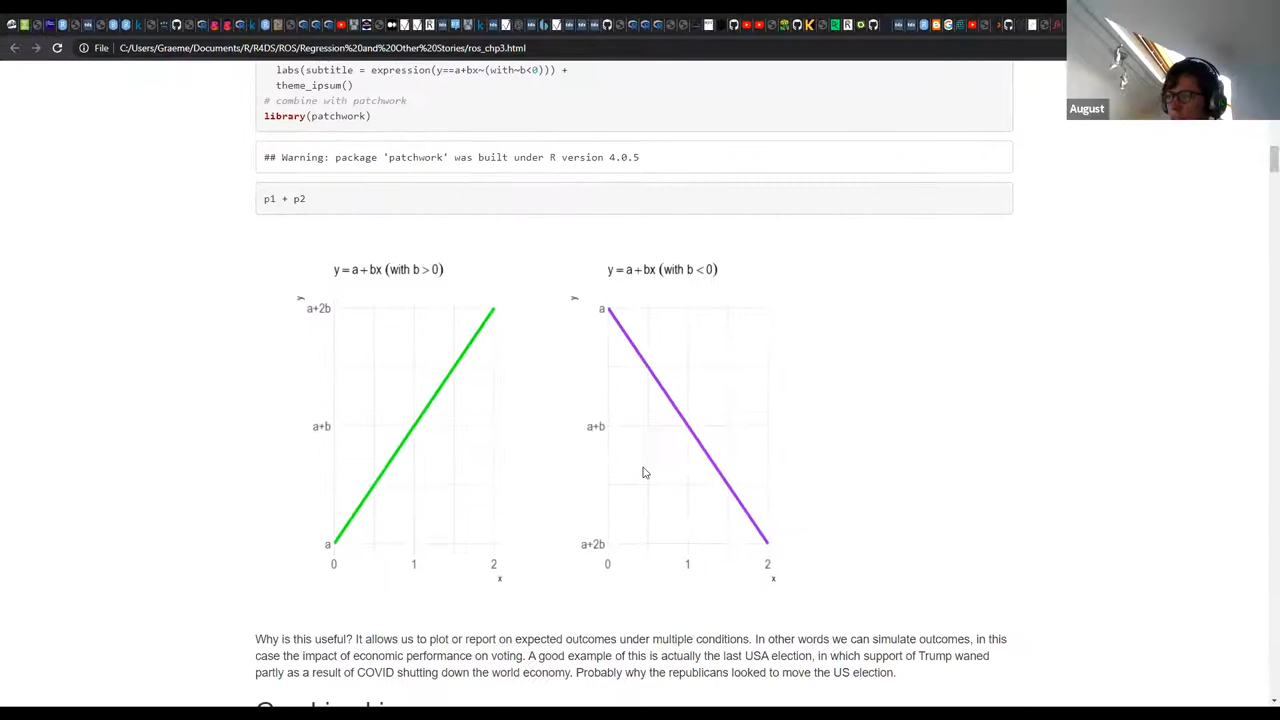 File C:/Users/Graeme/Documents/R/R4DS/ROS/Regression%20and%20Other%20Stories/ros_chp3.html
August
labs(subtitle = expression(y==a+bx~(with~b<0))) +
theme_ipsum()
# combine with patchwork
library(patchwork)
## Warning: package 'patchwork' was built under R version 4.0.5
p1 + p2
y = a + bx (with b > 0)
y
a+2b
a+b
a
0 1 2
x
y = a + bx (with b < 0)
y
a
a+b
a+2b
0 1 2
x
Why is this useful? It allows us to plot or report on expected outcomes under multiple conditions. In other words we can simulate outcomes, in this
case the impact of economic performance on voting. A good example of this is actually the last USA election, in which support of Trump waned
partly as a result of COVID shutting down the world economy. Probably why the republicans looked to move the US election.